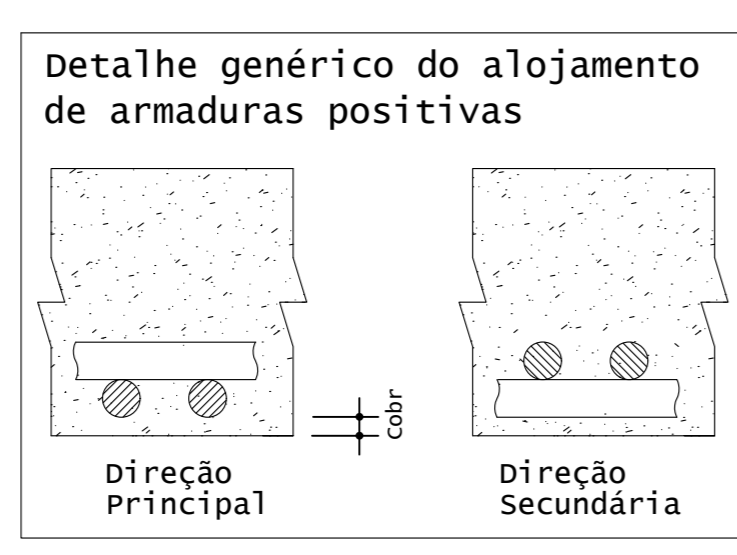 Detalhe genérico do alojamento
de armaduras positivas
Cobr
Direção
Principal
Direção
Secundária